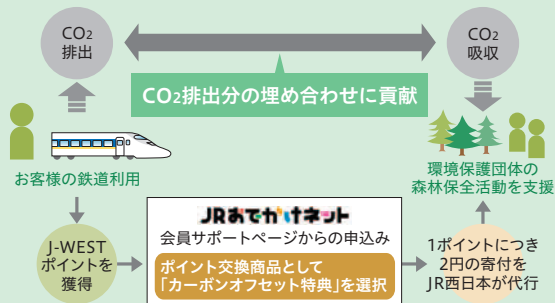 CO2
排出
CO2
吸収
CO2排出分の埋め合わせに貢献
お客様の鉄道利用
環境保護団体の
森林保全活動を支援
J-WEST
ポイントを
獲得
JRおでかけネット
会員サポートページからの申込み
ポイント交換商品として
「カーボンオフセット特典」を選択
1ポイントにつき
2円の寄付を
JR西日本が代行